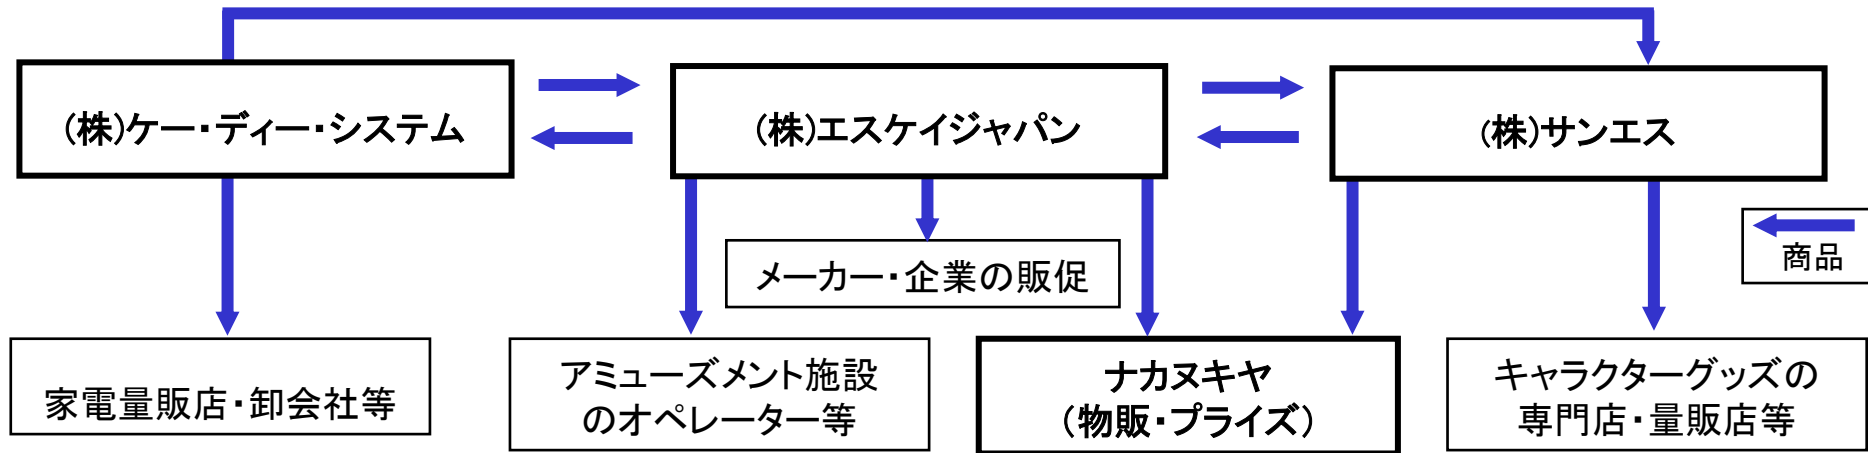 (株)ケー・ディー・システム
(株)エスケイジャパン
(株)サンエス
商品
メーカー・企業の販促
家電量販店・卸会社等
アミューズメント施設
のオペレーター等
ナカヌキヤ
(物販・プライズ)
キャラクターグッズの
専門店・量販店等